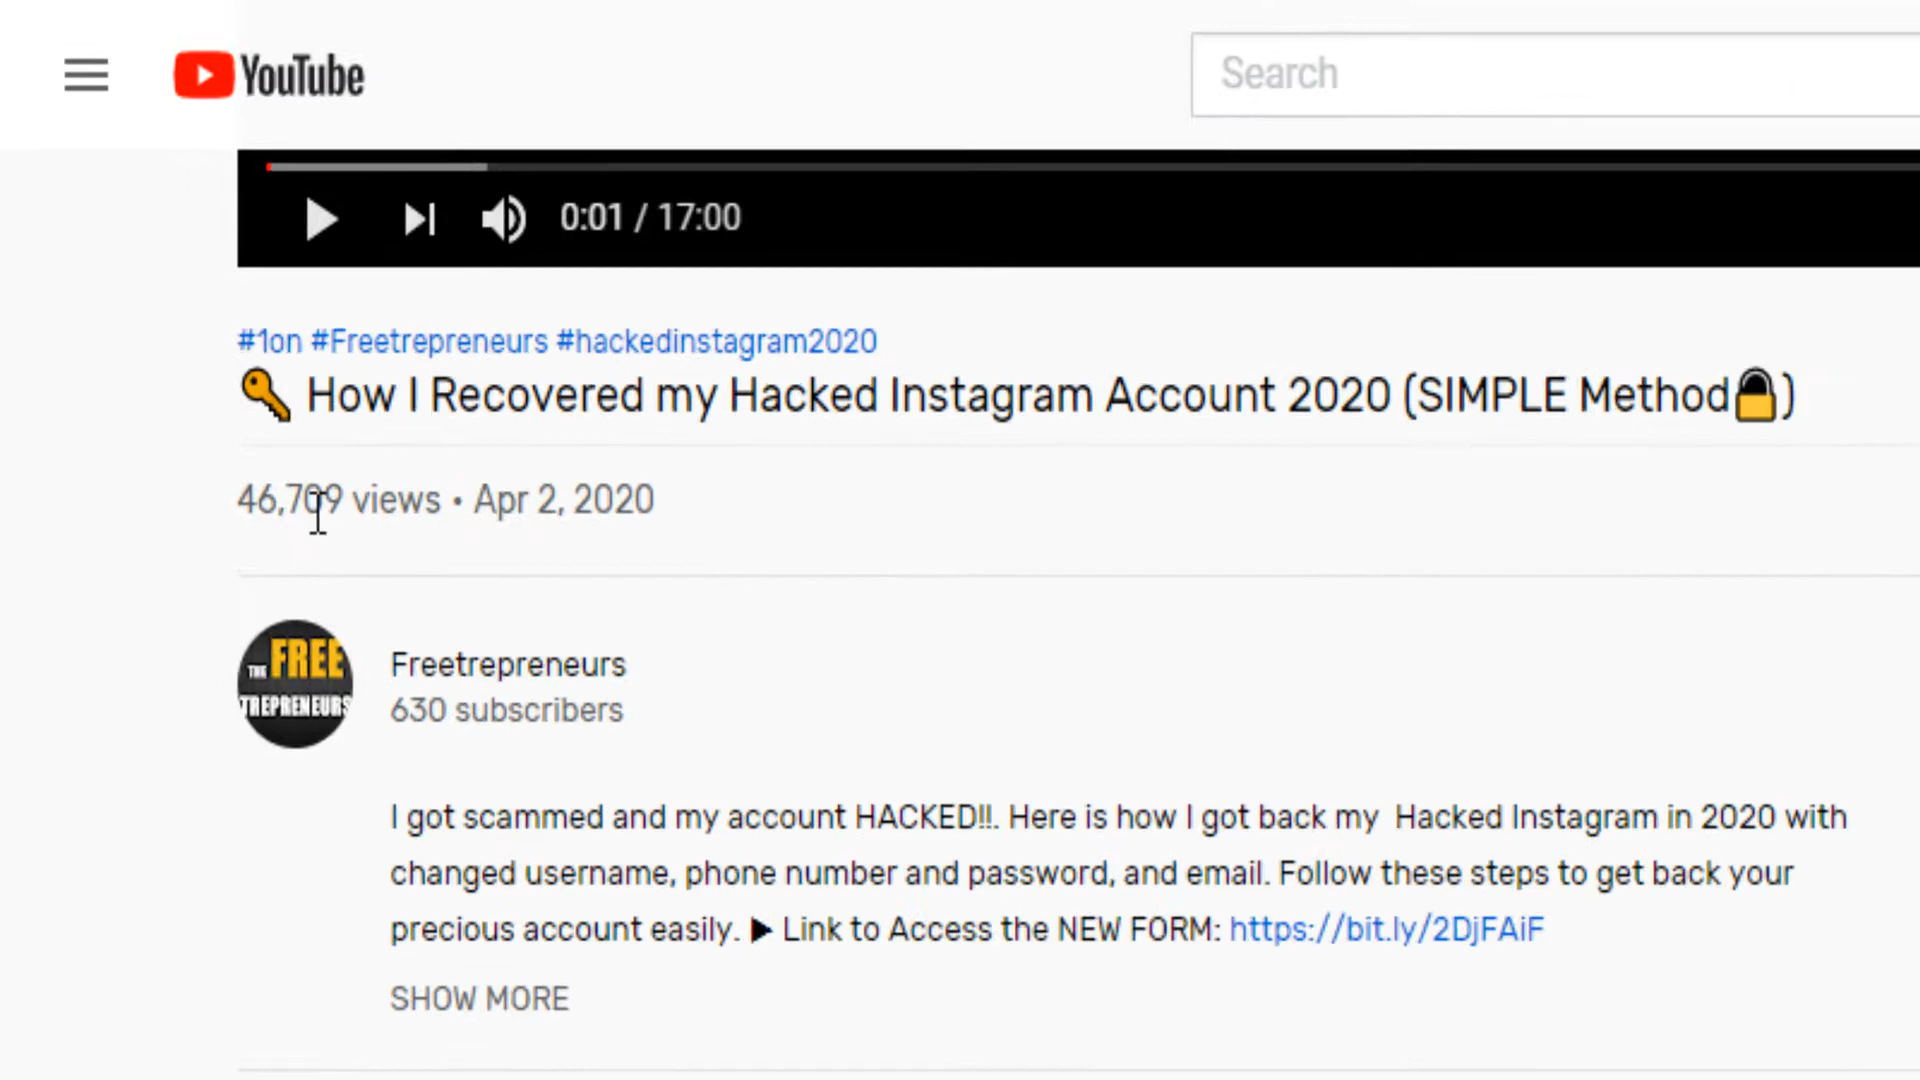 YouTube
Search
0:01 / 17:00
#1on #Freetrepreneurs #hackedinstagram2020
🔑 How I Recovered my Hacked Instagram Account 2020 (SIMPLE Method🔒)
46,709 views • Apr 2, 2020
THE FREE
TREPRENEURS
Freetrepreneurs
630 subscribers
I got scammed and my account HACKED!!. Here is how I got back my Hacked Instagram in 2020 with
changed username, phone number and password, and email. Follow these steps to get back your
precious account easily. ▶ Link to Access the NEW FORM: https://bit.ly/2DjFAiF
SHOW MORE